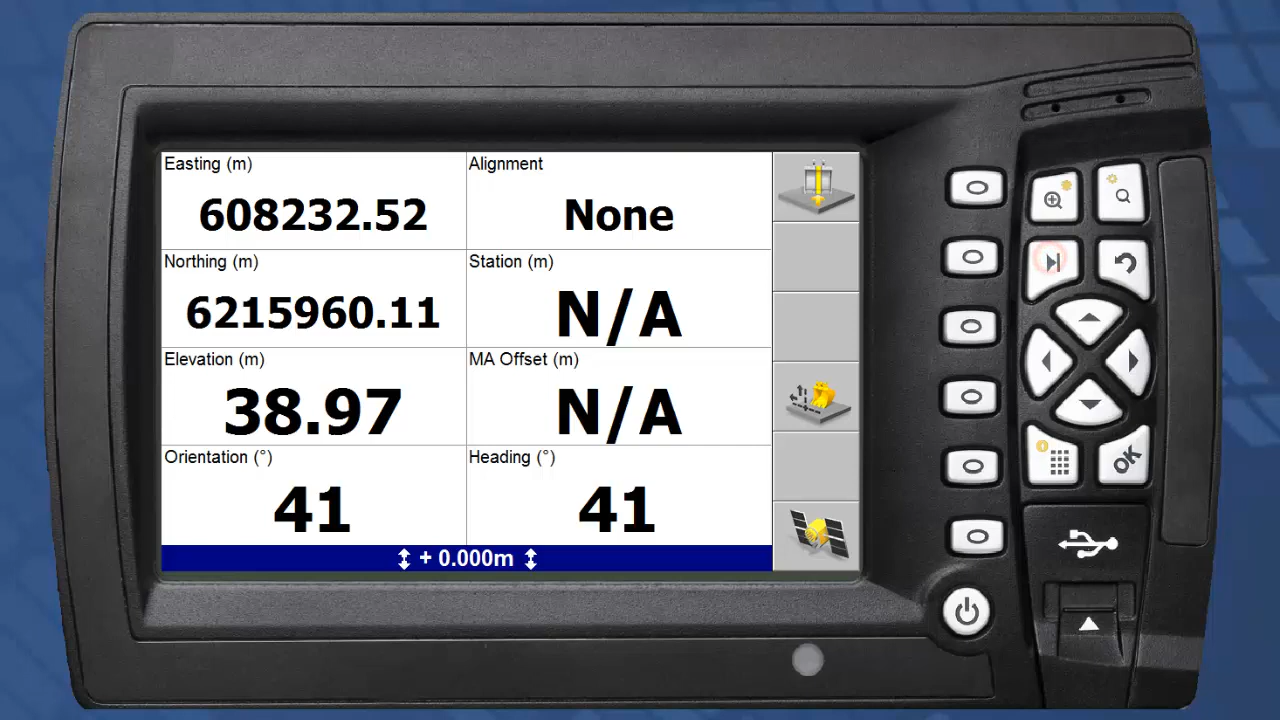 Easting (m)
608232.52
Alignment
None
Northing (m)
6215960.11
Station (m)
N/A
Elevation (m)
38.97
MA Offset (m)
N/A
Orientation (°)
41
Heading (°)
41
+ 0.000m
OK